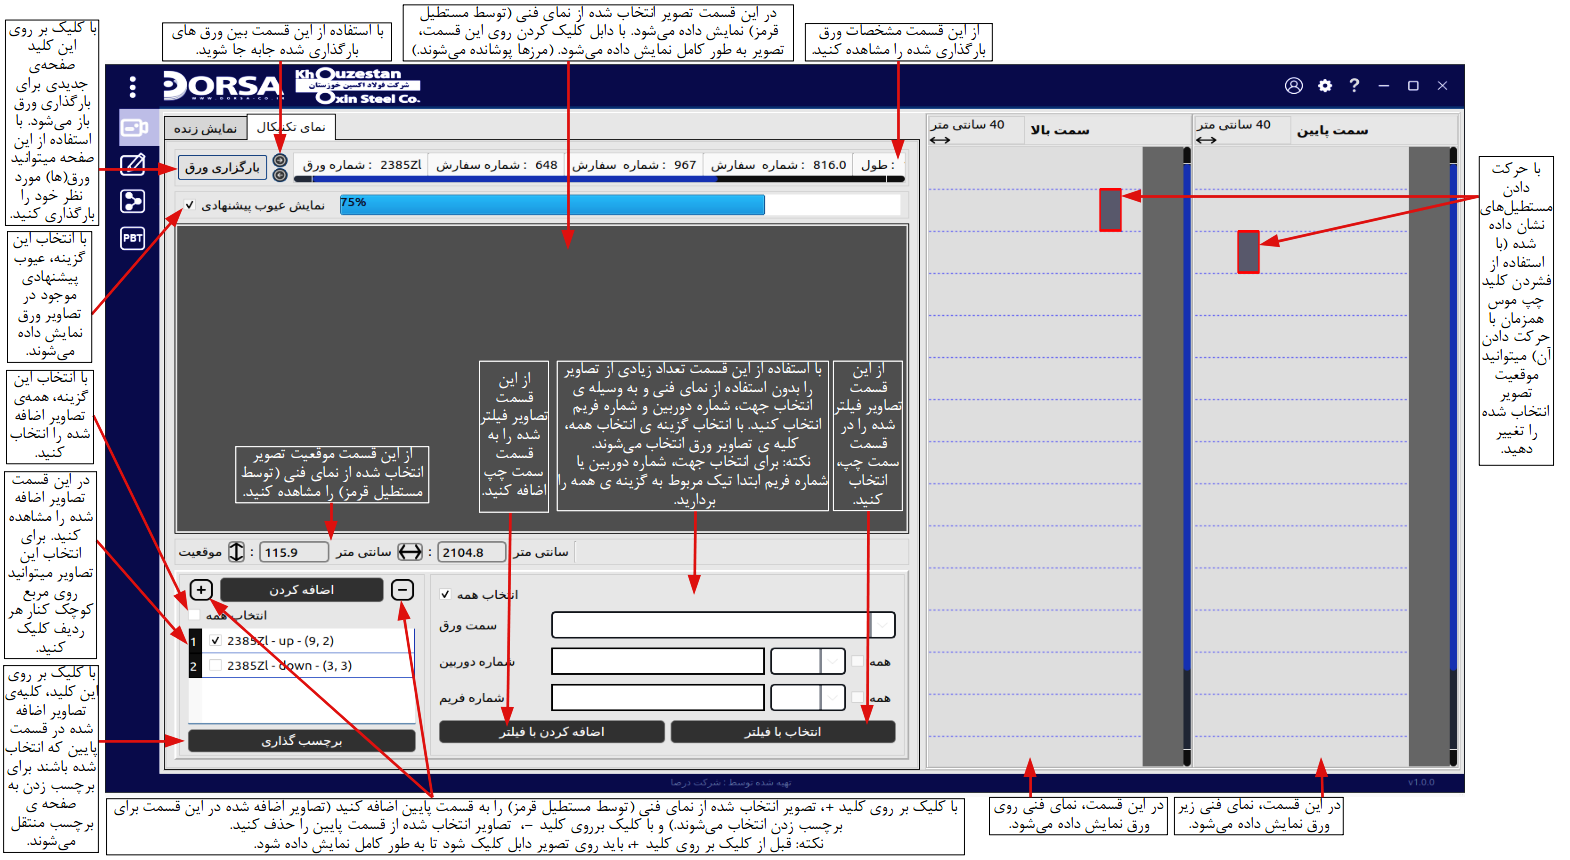 با کلیک بر روی
این کلید
صفحه‌ی
جدیدی برای
بارگذاری ورق
باز می‌شود. با
استفاده از این
صفحه میتوانید
ورق(ها) مورد
نظر خود را
بارگذاری کنید.
با استفاده از این قسمت بین ورق های
بارگذاری شده جابه جا شوید.
در این قسمت تصویر انتخاب شده از نمای فنی (توسط مستطیل
قرمز) نمایش داده می‌شود. با دابل کلیک کردن روی این قسمت،
تصویر به طور کامل نمایش داده می‌شود. (مرزها پوشانده می‌شوند.)
از این قسمت مشخصات ورق
بارگذاری شده را مشاهده کنید.
DORSA
WWW.DORSA-CO.IR
Khouzestan
شرکت فولاد اکسین خوزستان
Oxin Steel Co.
نمایش زنده
نمای تکنیکال
بارگزاری ورق
شماره ورق : 2385Zl
شماره سفارش : 648
شماره سفارش : 967
شماره سفارش : 816.0
طول :
نمایش عیوب پیشنهادی
75%
PBT
40 سانتی متر
سمت بالا
40 سانتی متر
سمت پایین
با حرکت
دادن
مستطیل‌های
نشان داده
شده (با
استفاده از
فشردن کلید
چپ موس
همزمان با
حرکت دادن
آن) میتوانید
موقعیت
تصویر
انتخاب شده
را تغییر
دهید.
با انتخاب این
گزینه، عیوب
پیشنهادی
موجود در
تصاویر ورق
نمایش داده
می‌شوند.
با انتخاب این
گزینه، همه‌ی
تصاویر اضافه
شده را انتخاب
کنید.
در این قسمت
تصاویر اضافه
شده را مشاهده
کنید. برای
انتخاب این
تصاویر میتوانید
روی مربع
کوچک کنار هر
ردیف کلیک
کنید.
با کلیک بر روی
این کلید، کلیه‌ی
تصاویر اضافه
شده در قسمت
پایین که انتخاب
شده باشند برای
برچسب زدن به
صفحه ی
برچسب منتقل
می‌شوند.
از این قسمت موقعیت تصویر
انتخاب شده از نمای فنی (توسط
مستطیل قرمز) را مشاهده کنید.
از این
قسمت
تصاویر فیلتر
شده را به
قسمت
سمت چپ
اضافه کنید.
با استفاده از این قسمت تعداد زیادی از تصاویر
را بدون استفاده از نمای فنی و به وسیله ی
انتخاب جهت، شماره دوربین و شماره فریم
انتخاب کنید. با انتخاب گزینه ی انتخاب همه،
کلیه ی تصاویر ورق انتخاب می‌شوند.
نکته: برای انتخاب جهت، شماره دوربین یا
شماره فریم ابتدا تیک مربوط به گزینه ی همه را
بردارید.
از این
قسمت
تصاویر فیلتر
شده را در
قسمت
سمت چپ،
انتخاب
کنید.
موقعیت : 115.9 سانتی متر : 2104.8 سانتی متر
+ اضافه کردن −
انتخاب همه
1 2385Zl - up - (9, 2)
2 2385Zl - down - (3, 3)
برچسب گذاری
انتخاب همه
سمت ورق
شماره دوربین
همه
شماره فریم
همه
اضافه کردن با فیلتر
انتخاب با فیلتر
تهیه شده توسط : شرکت درصا
v1.0.0
با کلیک بر روی کلید +، تصویر انتخاب شده از نمای فنی (توسط مستطیل قرمز) را به قسمت پایین اضافه کنید (تصاویر اضافه شده در این قسمت برای
برچسب زدن انتخاب می‌شوند.) و با کلیک برروی کلید –، تصاویر انتخاب شده از قسمت پایین را حذف کنید.
نکته: قبل از کلیک بر روی کلید +، باید روی تصویر دابل کلیک شود تا به طور کامل نمایش داده شود.
در این قسمت، نمای فنی روی
ورق نمایش داده می‌شود.
در این قسمت، نمای فنی زیر
ورق نمایش داده می‌شود.